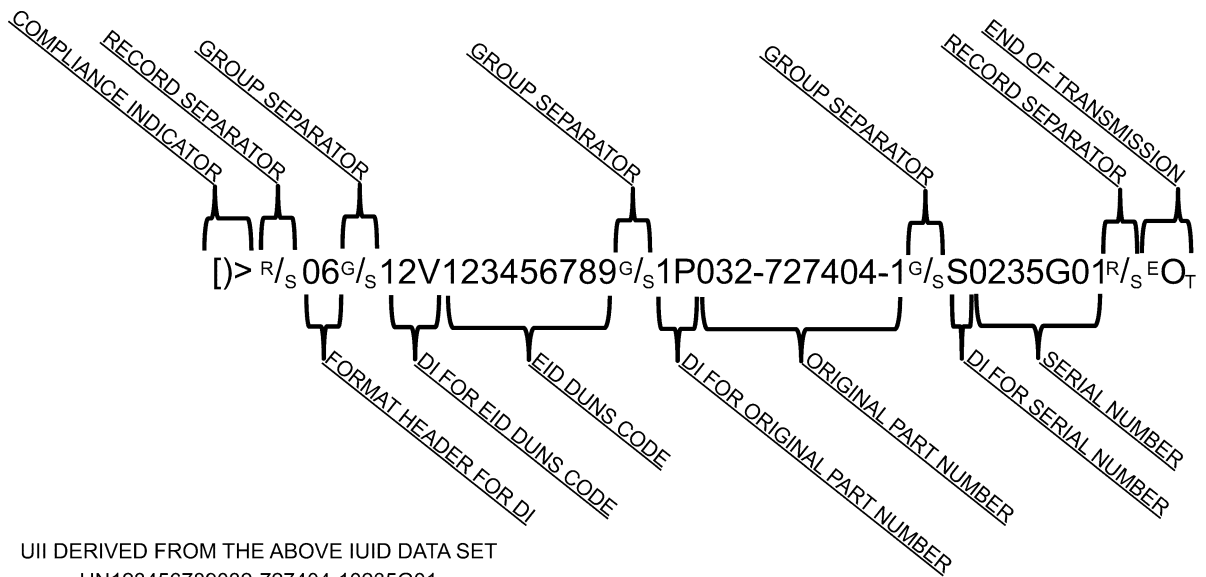 COMPLIANCE INDICATOR
RECORD SEPARATOR
GROUP SEPARATOR
GROUP SEPARATOR
GROUP SEPARATOR
RECORD SEPARATOR
END OF TRANSMISSION
[)> R/S 06 G/S 12V123456789 G/S 1P032-727404-1 G/S S0235G01 R/S EOT
FORMAT HEADER FOR DI
DI FOR EID DUNS CODE
EID DUNS CODE
DI FOR ORIGINAL PART NUMBER
ORIGINAL PART NUMBER
DI FOR SERIAL NUMBER
SERIAL NUMBER
UII DERIVED FROM THE ABOVE IUID DATA SET